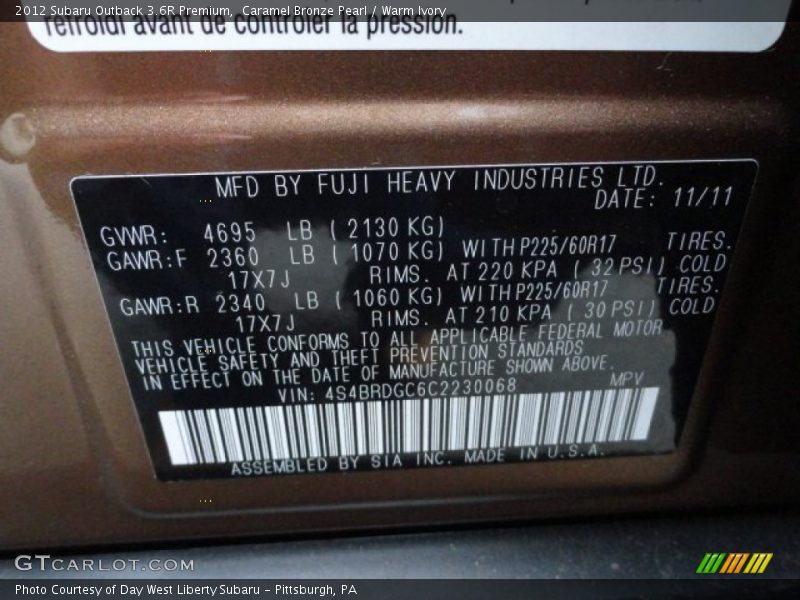 2012 Subaru Outback 3.6R Premium, Caramel Bronze Pearl / Warm Ivory
refroidi avant de contrôler la pression.
MFD BY FUJI HEAVY INDUSTRIES LTD.
DATE: 11/11
GVWR: 4695 LB ( 2130 KG)
GAWR:F 2360 LB ( 1070 KG) WITH P225/60R17 TIRES.
17X7J RIMS. AT 220 KPA ( 32 PSI) COLD
GAWR:R 2340 LB ( 1060 KG) WITH P225/60R17 TIRES.
17X7J RIMS. AT 210 KPA ( 30 PSI) COLD
THIS VEHICLE CONFORMS TO ALL APPLICABLE FEDERAL MOTOR
VEHICLE SAFETY AND THEFT PREVENTION STANDARDS
IN EFFECT ON THE DATE OF MANUFACTURE SHOWN ABOVE.
VIN: 4S4BRDGC6C2230068 MPV
ASSEMBLED BY SIA INC. MADE IN U.S.A.
GTCARLOT.COM
Photo Courtesy of Day West Liberty Subaru - Pittsburgh, PA